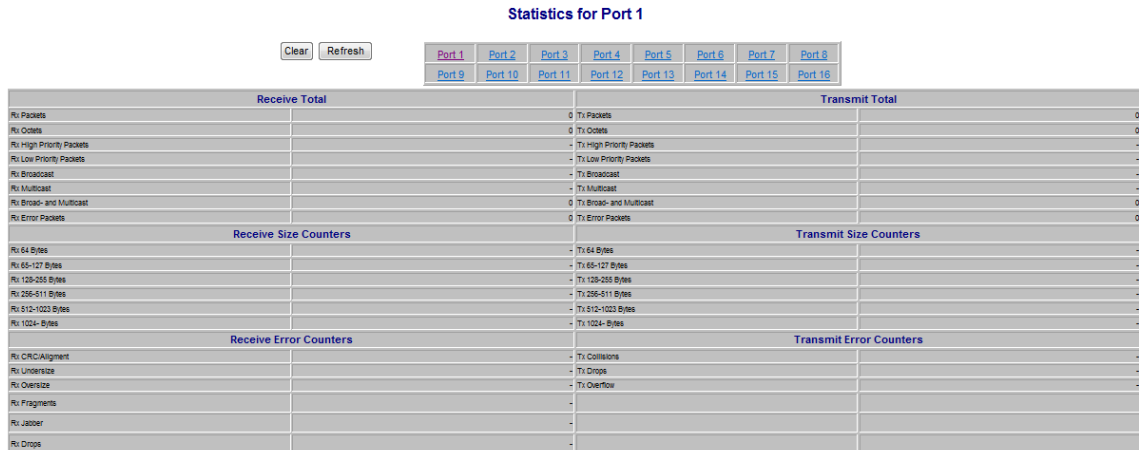 Statistics for Port 1
Clear Refresh
Port 1 Port 2 Port 3 Port 4 Port 5 Port 6 Port 7 Port 8
Port 9 Port 10 Port 11 Port 12 Port 13 Port 14 Port 15 Port 16
Receive Total Transmit Total
Rx Packets 0 Tx Packets 0
Rx Octets 0 Tx Octets 0
Rx High Priority Packets - Tx High Priority Packets -
Rx Low Priority Packets - Tx Low Priority Packets -
Rx Broadcast - Tx Broadcast -
Rx Multicast - Tx Multicast -
Rx Broad- and Multicast 0 Tx Broad- and Multicast 0
Rx Error Packets 0 Tx Error Packets 0
Receive Size Counters Transmit Size Counters
Rx 64 Bytes - Tx 64 Bytes -
Rx 65-127 Bytes - Tx 65-127 Bytes -
Rx 128-255 Bytes - Tx 128-255 Bytes -
Rx 256-511 Bytes - Tx 256-511 Bytes -
Rx 512-1023 Bytes - Tx 512-1023 Bytes -
Rx 1024- Bytes - Tx 1024- Bytes -
Receive Error Counters Transmit Error Counters
Rx CRC/Aligment - Tx Collisions -
Rx Undersize - Tx Drops -
Rx Oversize - Tx Overflow -
Rx Fragments -
Rx Jabber -
Rx Drops -